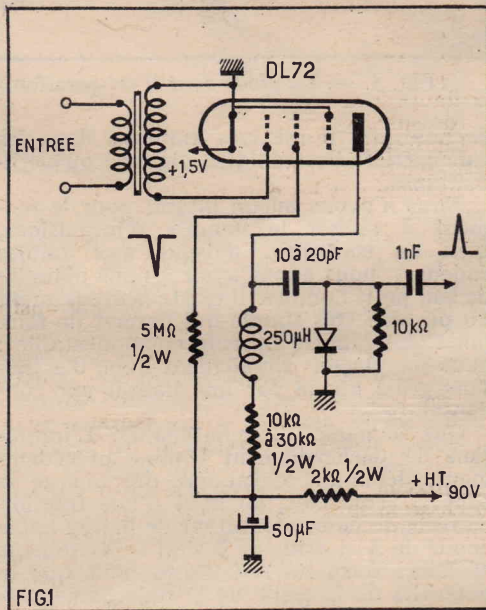 DL72
ENTREE
+1,5V
10 à 20pF
1nF
5MΩ
1/2 W
250µH
10kΩ
10kΩ
à 30kΩ
1/2W
2kΩ 1/2W
+ H.T.
90V
50µF
FIG.1